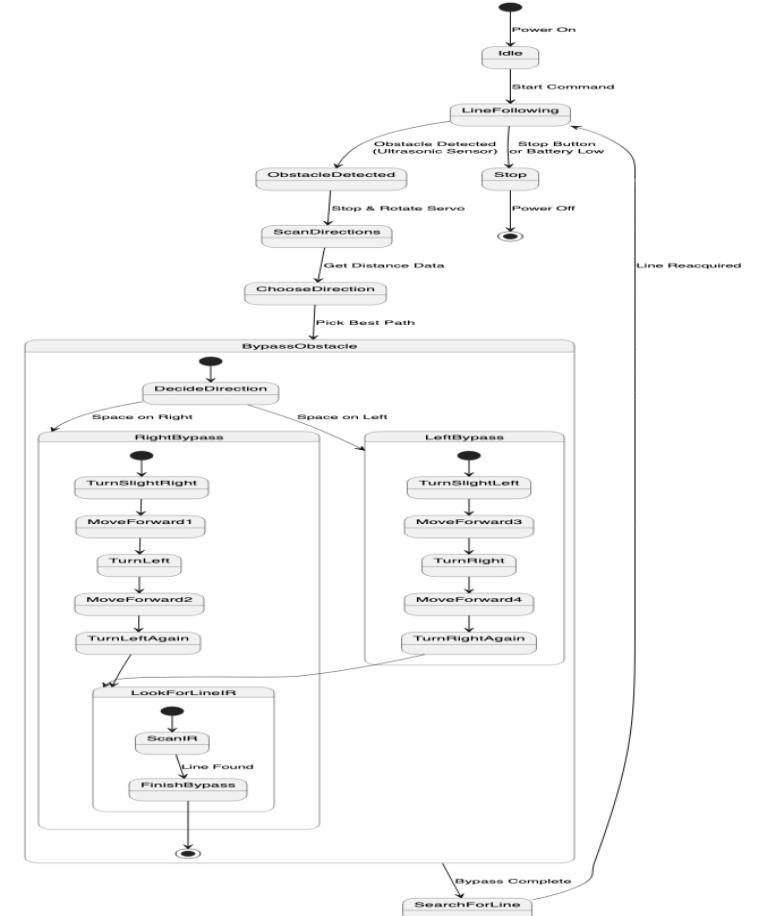 Power On
Idle
Start Command
LineFollowing
Obstacle Detected
(Ultrasonic Sensor)
Stop Button
or Battery Low
ObstacleDetected
Stop
Stop & Rotate Servo
Power Off
ScanDirections
Get Distance Data
Line Reacquired
ChooseDirection
Pick Best Path
BypassObstacle
DecideDirection
Space on Right
Space on Left
RightBypass
LeftBypass
TurnSlightRight
TurnSlightLeft
MoveForward1
MoveForward3
TurnLeft
TurnRight
MoveForward2
MoveForward4
TurnLeftAgain
TurnRightAgain
LookForLineIR
ScanIR
Line Found
FinishBypass
Bypass Complete
SearchForLine